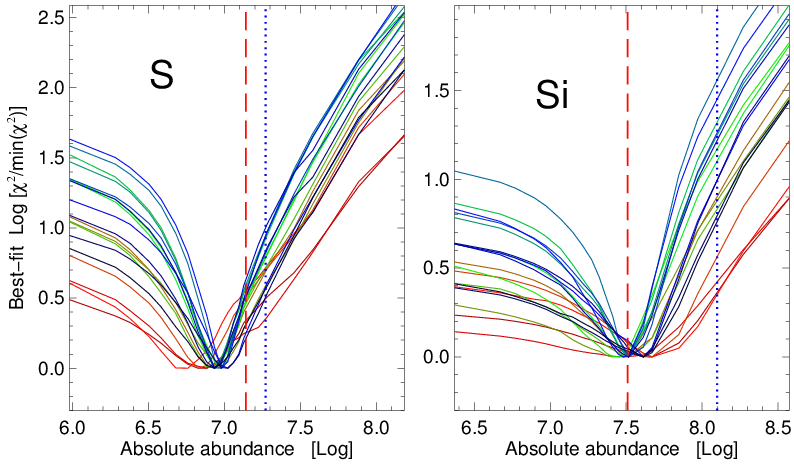 S
Si
Best–fit Log [χ²/min(χ²)]
2.5
2.0
1.5
1.0
0.5
0.0
1.5
1.0
0.5
0.0
6.0 6.5 7.0 7.5 8.0
6.5 7.0 7.5 8.0 8.5
Absolute abundance [Log]
Absolute abundance [Log]